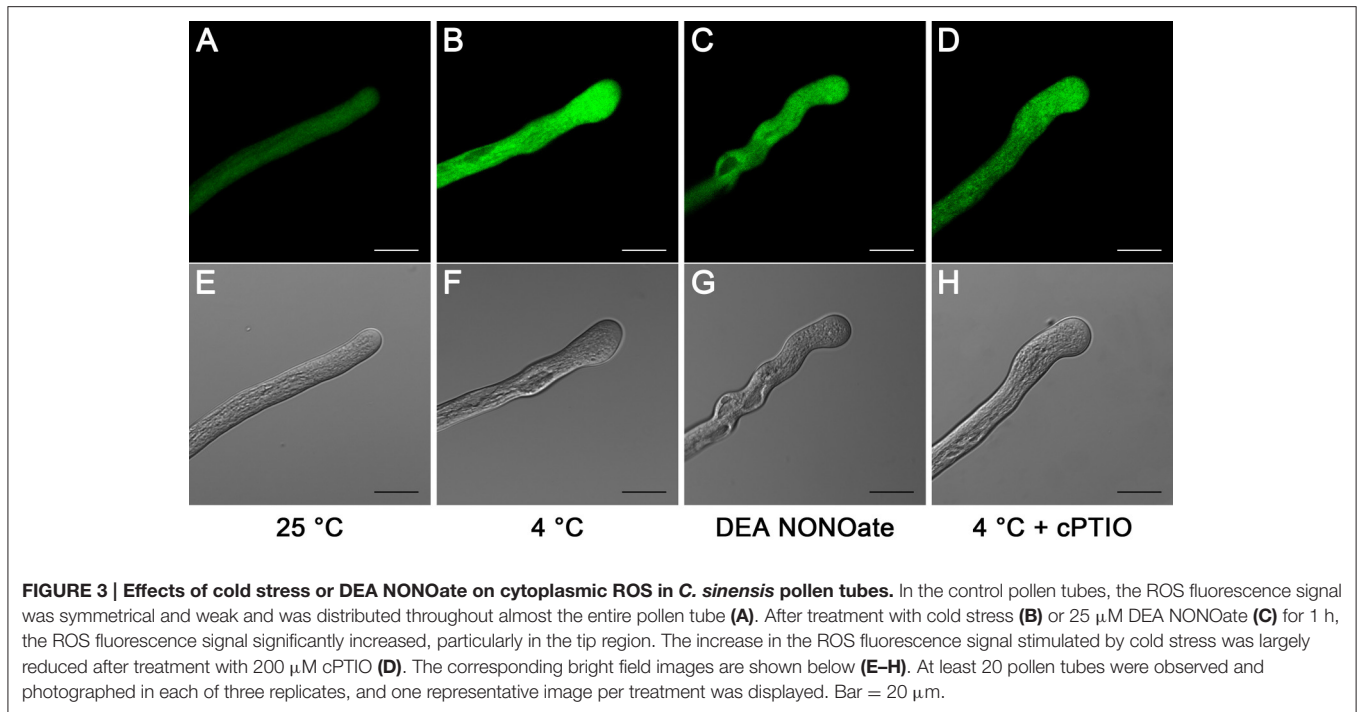 A B C D
E F G H
25 °C 4 °C DEA NONOate 4 °C + cPTIO
FIGURE 3 | Effects of cold stress or DEA NONOate on cytoplasmic ROS in C. sinensis pollen tubes. In the control pollen tubes, the ROS fluorescence signal
was symmetrical and weak and was distributed throughout almost the entire pollen tube (A). After treatment with cold stress (B) or 25 μM DEA NONOate (C) for 1 h,
the ROS fluorescence signal significantly increased, particularly in the tip region. The increase in the ROS fluorescence signal stimulated by cold stress was largely
reduced after treatment with 200 μM cPTIO (D). The corresponding bright field images are shown below (E–H). At least 20 pollen tubes were observed and
photographed in each of three replicates, and one representative image per treatment was displayed. Bar = 20 μm.